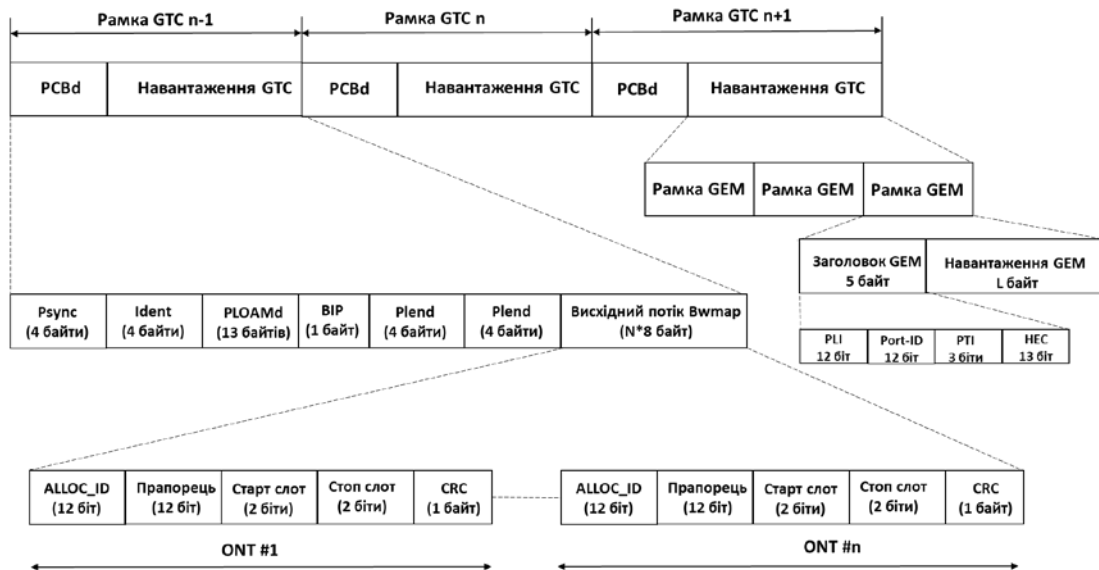 Рамка GTC n-1
Рамка GTC n
Рамка GTC n+1
PCBd
Навантаження GTC
PCBd
Навантаження GTC
PCBd
Навантаження GTC
Рамка GEM
Рамка GEM
Рамка GEM
Заголовок GEM
5 байт
Навантаження GEM
L байт
PLI
12 біт
Port-ID
12 біт
PTI
3 біти
HEC
13 біт
Psync
(4 байти)
Ident
(4 байти)
PLOAMd
(13 байтів)
BIP
(1 байт)
Plend
(4 байти)
Plend
(4 байти)
Висхідний потік Bwmap
(N*8 байт)
ALLOC_ID
(12 біт)
Прапорець
(12 біт)
Старт слот
(2 біти)
Стоп слот
(2 біти)
CRC
(1 байт)
ALLOC_ID
(12 біт)
Прапорець
(12 біт)
Старт слот
(2 біти)
Стоп слот
(2 біти)
CRC
(1 байт)
ONT #1
ONT #n